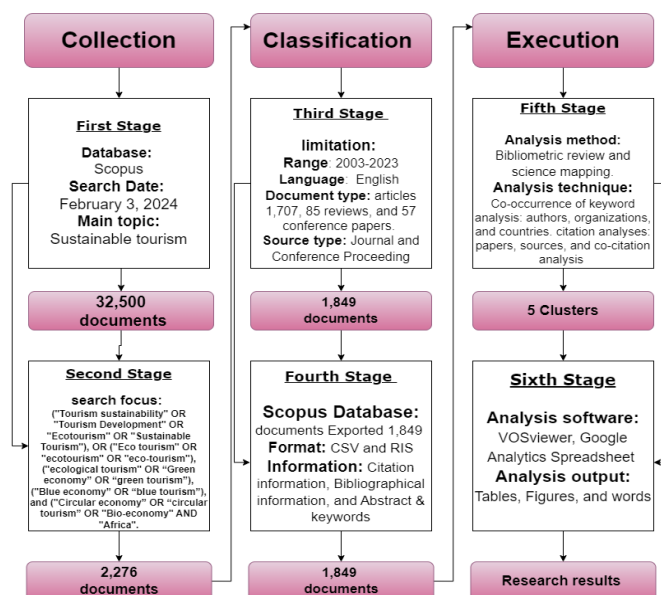 Collection
First Stage
Database:
Scopus
Search Date:
February 3, 2024
Main topic:
Sustainable tourism
32,500
documents
Second Stage
search focus:
("Tourism sustainability" OR
"Tourism Development" OR
"Ecotourism" OR "Sustainable
Tourism"), OR ("Eco tourism" OR
"ecotourism" OR "eco-tourism"),
("ecological tourism" OR “Green
economy” OR “green tourism”),
("Blue economy” OR “blue tourism”),
and ("Circular economy” OR “circular
tourism” OR "Bio-economy" AND
"Africa".
2,276
documents
Classification
Third Stage
limitation:
Range: 2003-2023
Language: English
Document type: articles
1,707, 85 reviews, and 57
conference papers.
Source type: Journal and
Conference Proceeding
1,849
documents
Fourth Stage
Scopus Database:
documents Exported 1,849
Format: CSV and RIS
Information: Citation
information, Bibliographical
information, and Abstract &
keywords
1,849
documents
Execution
Fifth Stage
Analysis method:
Bibliometric review and
science mapping.
Analysis technique:
Co-occurrence of keyword
analysis: authors, organizations,
and countries. citation analyses:
papers, sources, and co-citation
analysis
5 Clusters
Sixth Stage
Analysis software:
VOSviewer, Google
Analytics Spreadsheet
Analysis output:
Tables, Figures, and words
Research results